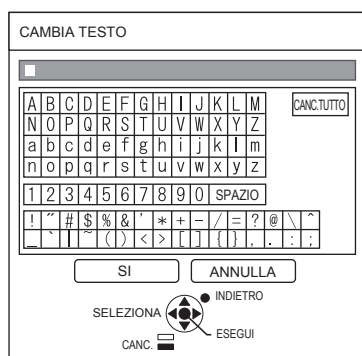 CAMBIA TESTO
A B C D E F G H I J K L M CANC.TUTTO
N O P Q R S T U V W X Y Z
a b c d e f g h i j k l m
n o p q r s t u v w x y z
1 2 3 4 5 6 7 8 9 0 SPAZIO
! ˝ # $ % & ' * + - / = ? @ \ ^
_ ` | ~ ( ) < > [ ] { } , . : ;
SI ANNULLA
INDIETRO
SELEZIONA
ESEGUI
CANC.